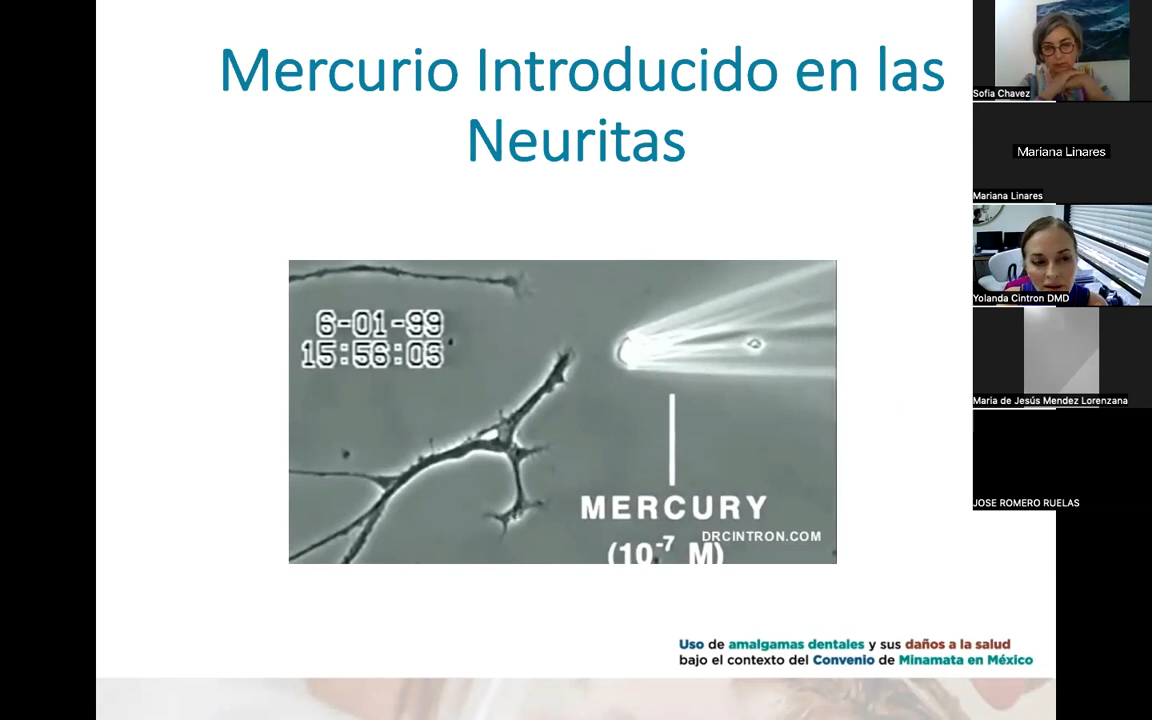 Mercurio Introducido en las
Neuritas
6-01-99
15:56:03
MERCURY
DRCINTRON.COM
(10⁻⁷ M)
Uso de amalgamas dentales y sus daños a la salud
bajo el contexto del Convenio de Minamata en México
Sofia Chavez
Mariana Linares
Mariana Linares
Yolanda Cintron DMD
Maria de Jesús Mendez Lorenzana
JOSE ROMERO RUELAS